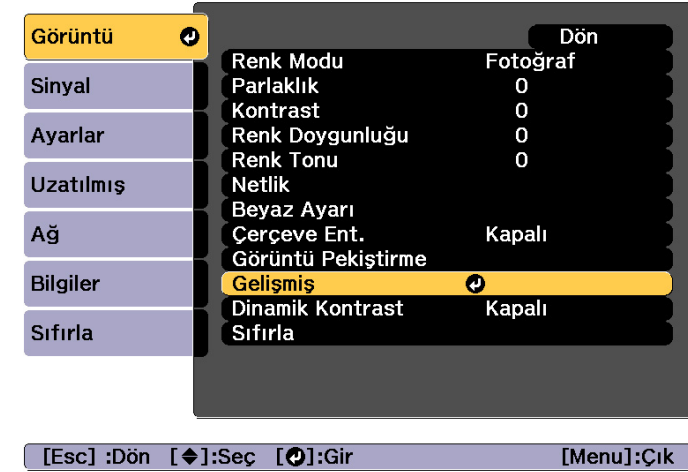 Görüntü
Sinyal
Ayarlar
Uzatılmış
Ağ
Bilgiler
Sıfırla
Dön
Renk Modu Fotoğraf
Parlaklık 0
Kontrast 0
Renk Doygunluğu 0
Renk Tonu 0
Netlik
Beyaz Ayarı
Çerçeve Ent. Kapalı
Görüntü Pekiştirme
Gelişmiş
Dinamik Kontrast Kapalı
Sıfırla
[Esc] :Dön [◆]:Seç [↵]:Gir [Menu]:Çık